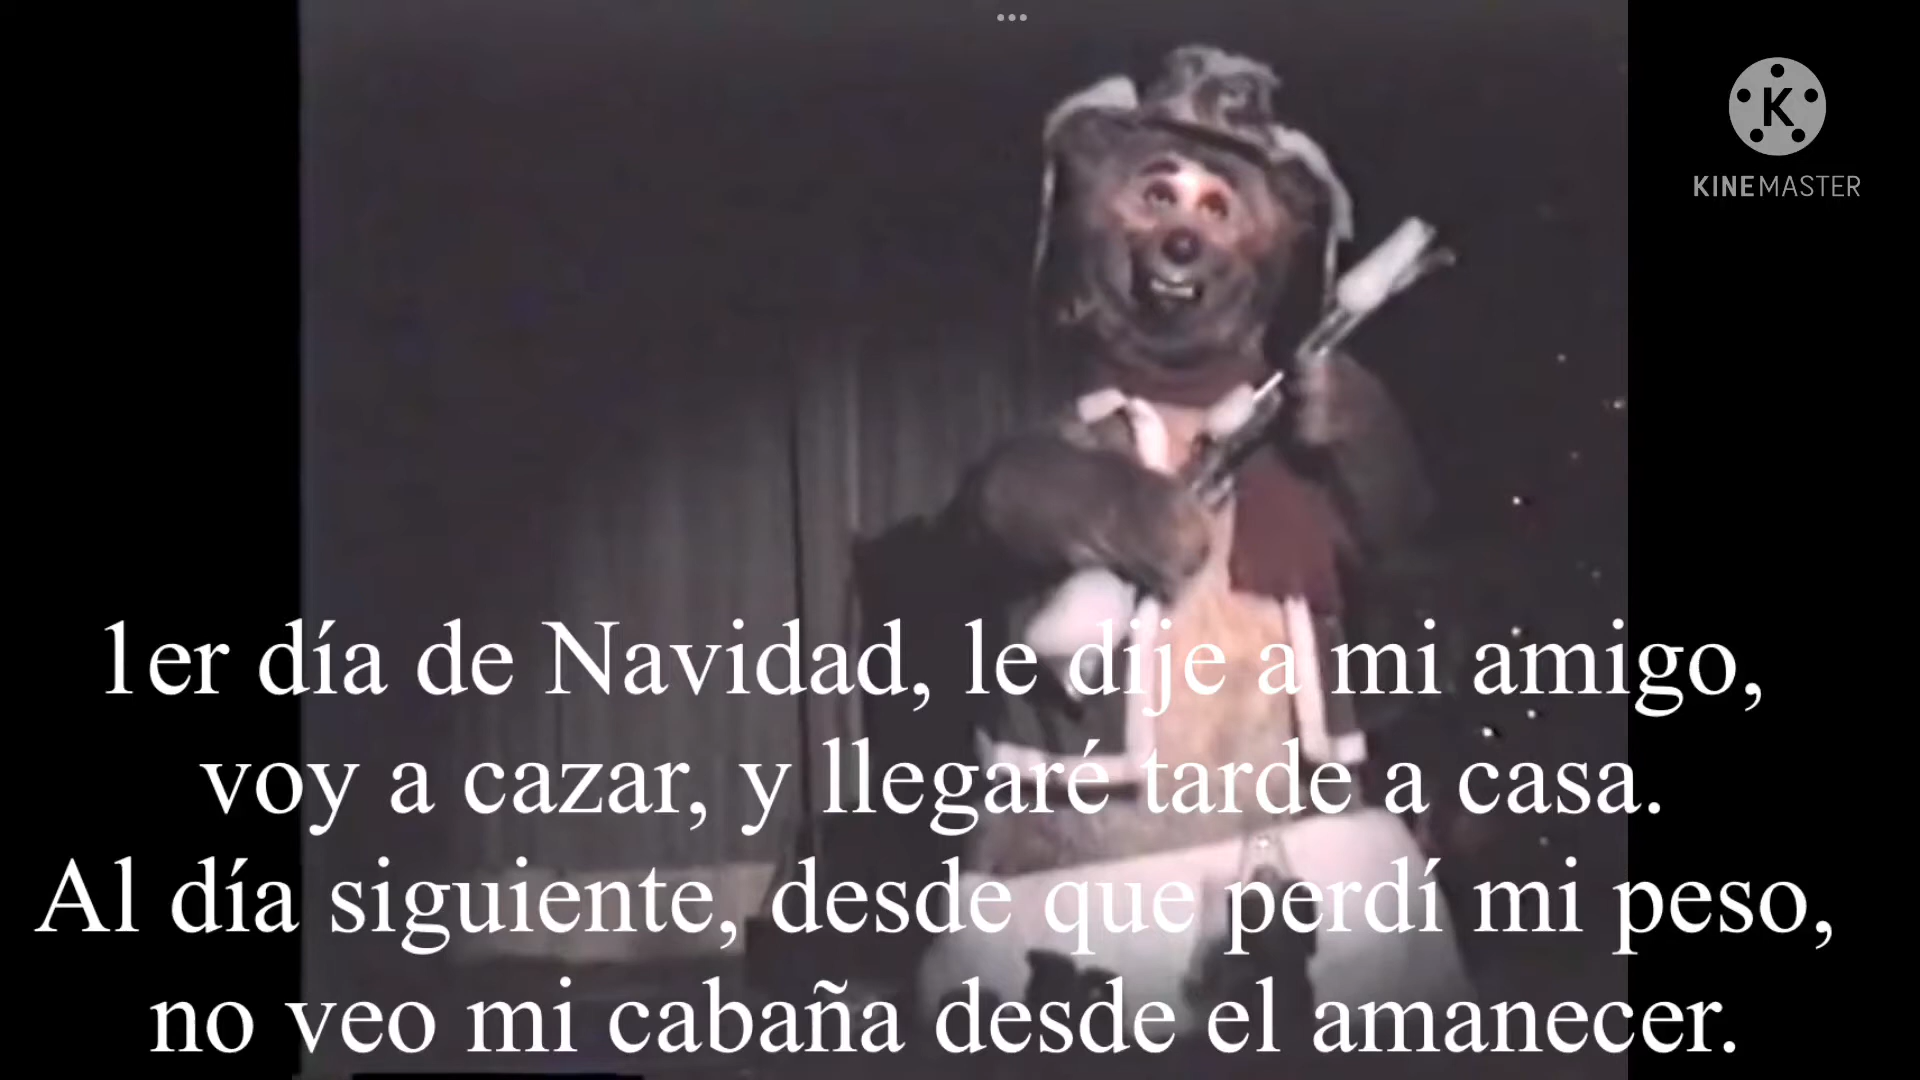 KINEMASTER
1er día de Navidad, le dije a mi amigo,
voy a cazar, y llegaré tarde a casa.
Al día siguiente, desde que perdí mi peso,
no veo mi cabaña desde el amanecer.